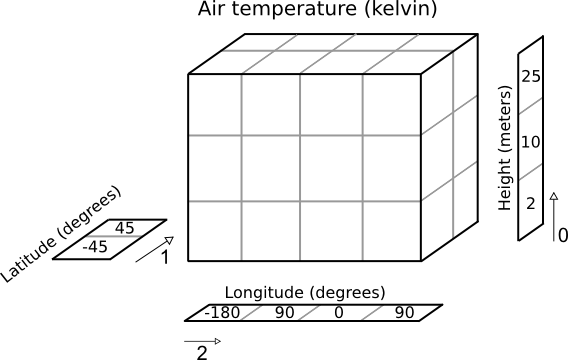 Air temperature (kelvin)
25
10
2
Height (meters)
0
Latitude (degrees)
45
-45
1
Longitude (degrees)
-180 90 0 90
2